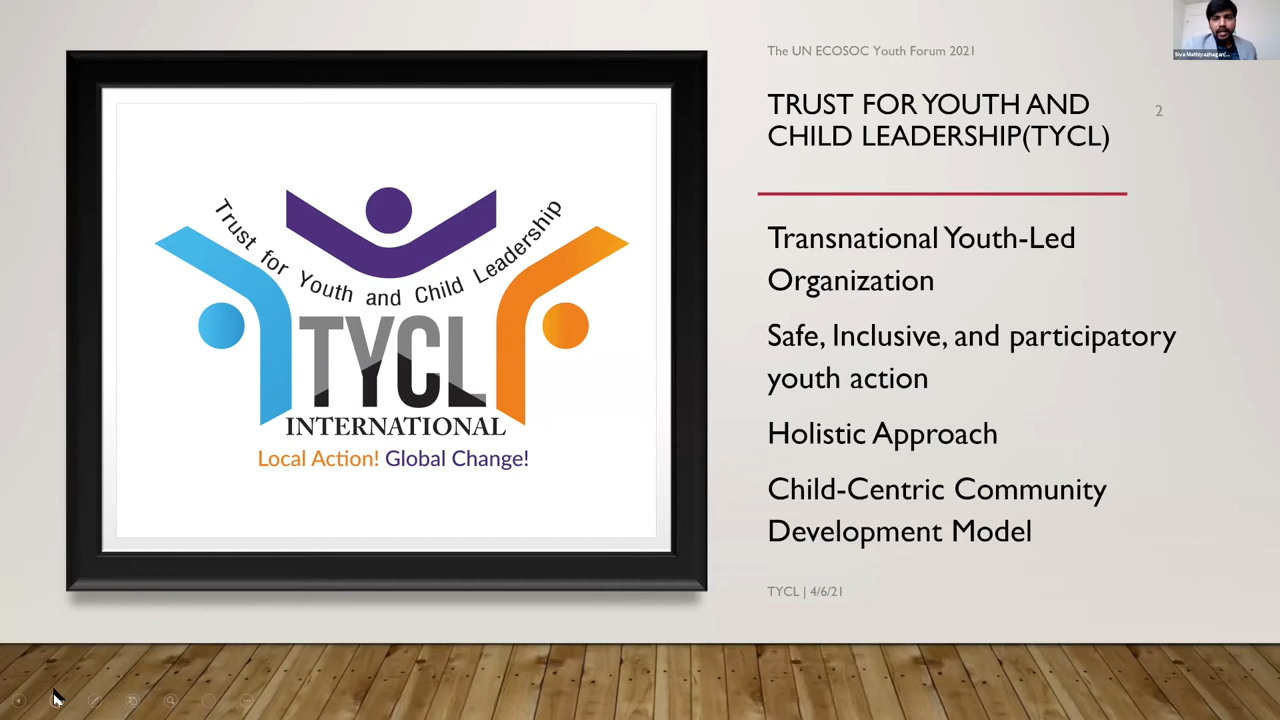 The UN ECOSOC Youth Forum 2021
TRUST FOR YOUTH AND
CHILD LEADERSHIP(TYCL)
2
Transnational Youth-Led
Organization
Safe, Inclusive, and participatory
youth action
Holistic Approach
Child-Centric Community
Development Model
TYCL | 4/6/21
Trust for Youth and Child Leadership
TYCL
INTERNATIONAL
Local Action! Global Change!
Siva Mathiyazhagan(...